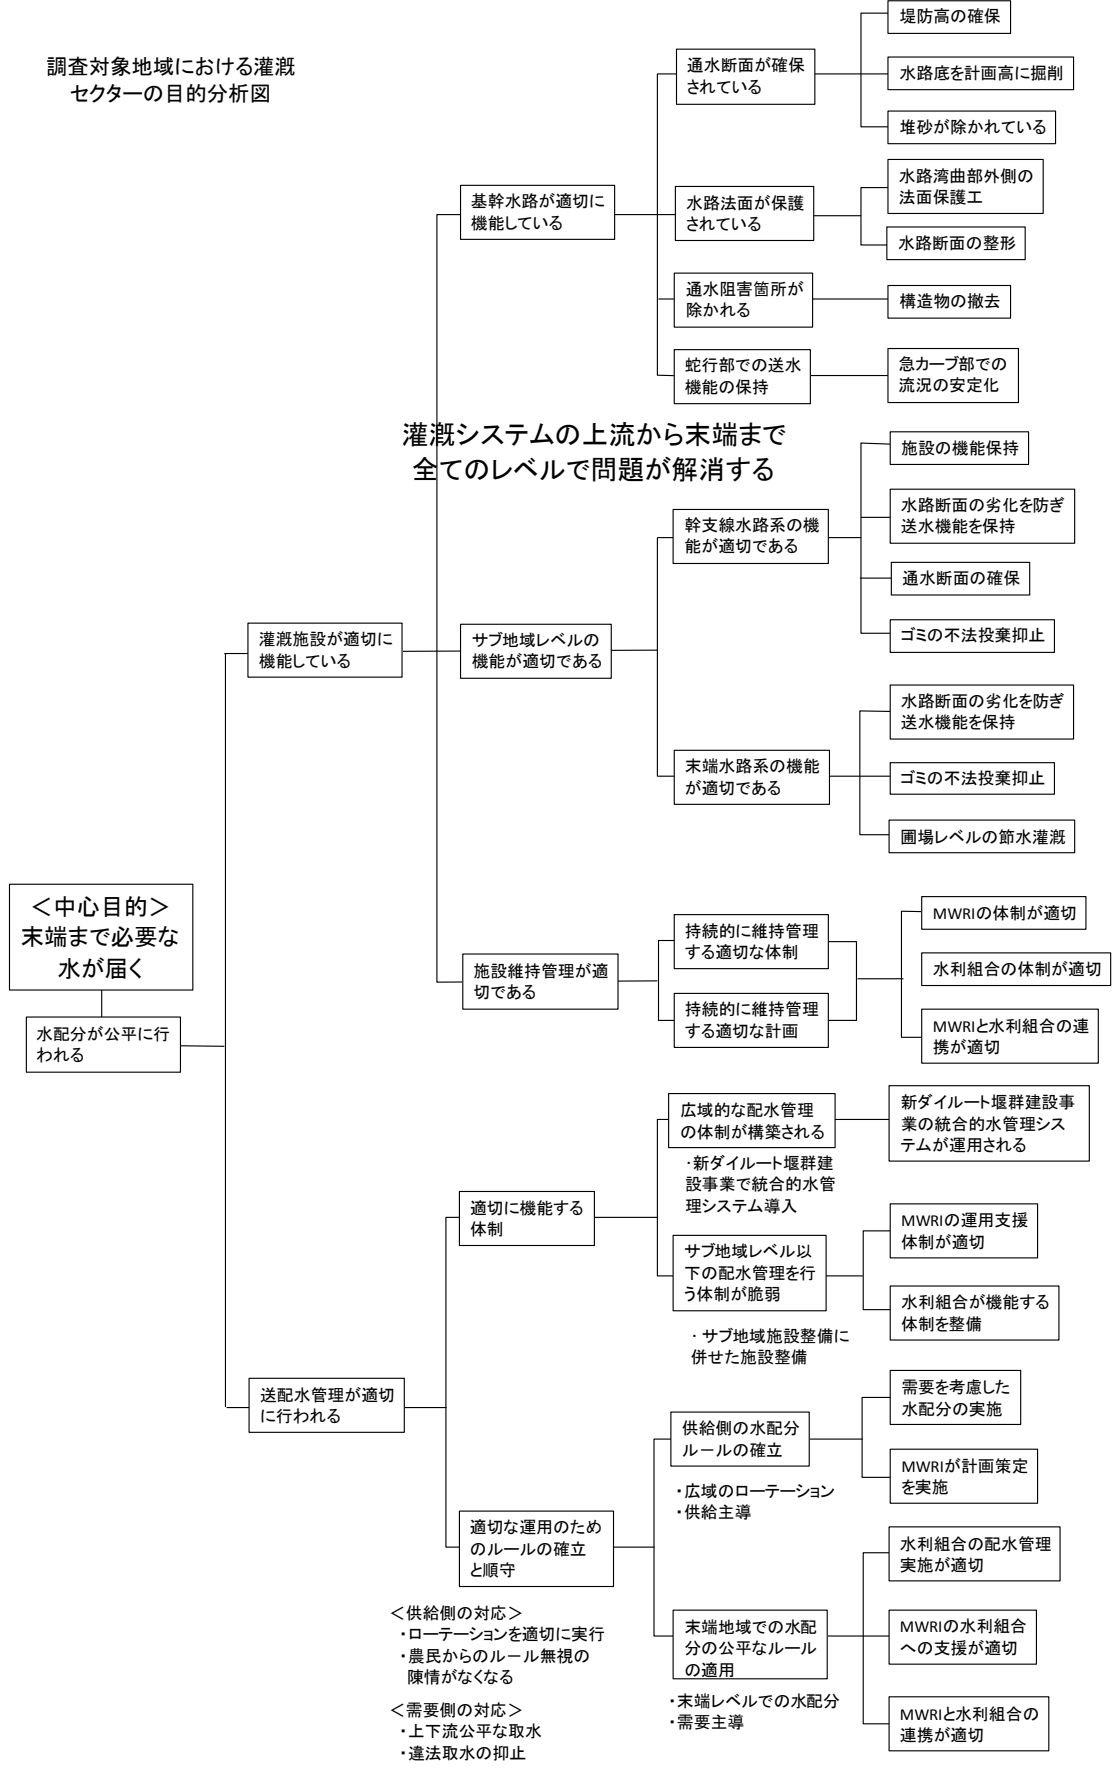 調査対象地域における灌漑
セクターの目的分析図
堤防高の確保
通水断面が確保
されている
水路底を計画高に掘削
堆砂が除かれている
基幹水路が適切に
機能している
水路法面が保護
されている
水路湾曲部外側の
法面保護工
水路断面の整形
通水阻害箇所が
除かれる
構造物の撤去
蛇行部での送水
機能の保持
急カーブ部での
流況の安定化
灌漑システムの上流から末端まで
全てのレベルで問題が解消する
施設の機能保持
幹支線水路系の機
能が適切である
水路断面の劣化を防ぎ
送水機能を保持
通水断面の確保
ゴミの不法投棄抑止
灌漑施設が適切に
機能している
サブ地域レベルの
機能が適切である
水路断面の劣化を防ぎ
送水機能を保持
末端水路系の機能
が適切である
ゴミの不法投棄抑止
圃場レベルの節水灌漑
＜中心目的＞
末端まで必要な
水が届く
水配分が公平に行
われる
施設維持管理が適
切である
持続的に維持管理
する適切な体制
持続的に維持管理
する適切な計画
MWRIの体制が適切
水利組合の体制が適切
MWRIと水利組合の連
携が適切
広域的な配水管理
の体制が構築される
新ダイルート堰群建設事
業の統合的水管理シス
テムが運用される
・新ダイルート堰群建
設事業で統合的水管
理システム導入
適切に機能する
体制
サブ地域レベル以
下の配水管理を行
う体制が脆弱
MWRIの運用支援
体制が適切
水利組合が機能する
体制を整備
・サブ地域施設整備に
併せた施設整備
送配水管理が適切
に行われる
供給側の水配分
ルールの確立
需要を考慮した
水配分の実施
MWRIが計画策定
を実施
・広域のローテーション
・供給主導
適切な運用のため
のルールの確立
と順守
水利組合の配水管理
実施が適切
＜供給側の対応＞
・ローテーションを適切に実行
・農民からのルール無視の
陳情がなくなる
末端地域での水配
分の公平なルール
の適用
MWRIの水利組合
への支援が適切
・末端レベルでの水配分
・需要主導
＜需要側の対応＞
・上下流公平な取水
・違法取水の抑止
MWRIと水利組合の
連携が適切